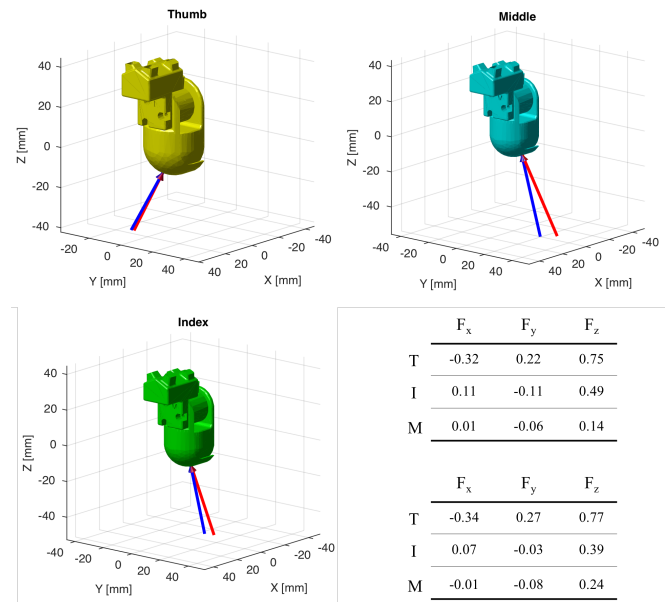 Thumb
40
20
0
-20
-40
Z [mm]
-20
0
20
40
Y [mm]
40
20
0
-20
-40
X [mm]
Middle
40
20
0
-20
-40
Z [mm]
-40
-20
0
20
40
Y [mm]
40
20
0
-20
-40
X [mm]
Index
40
20
0
-20
-40
Z [mm]
-40
-20
0
20
40
Y [mm]
40
20
0
-20
-40
X [mm]
Fx Fy Fz
T -0.32 0.22 0.75
I 0.11 -0.11 0.49
M 0.01 -0.06 0.14
Fx Fy Fz
T -0.34 0.27 0.77
I 0.07 -0.03 0.39
M -0.01 -0.08 0.24